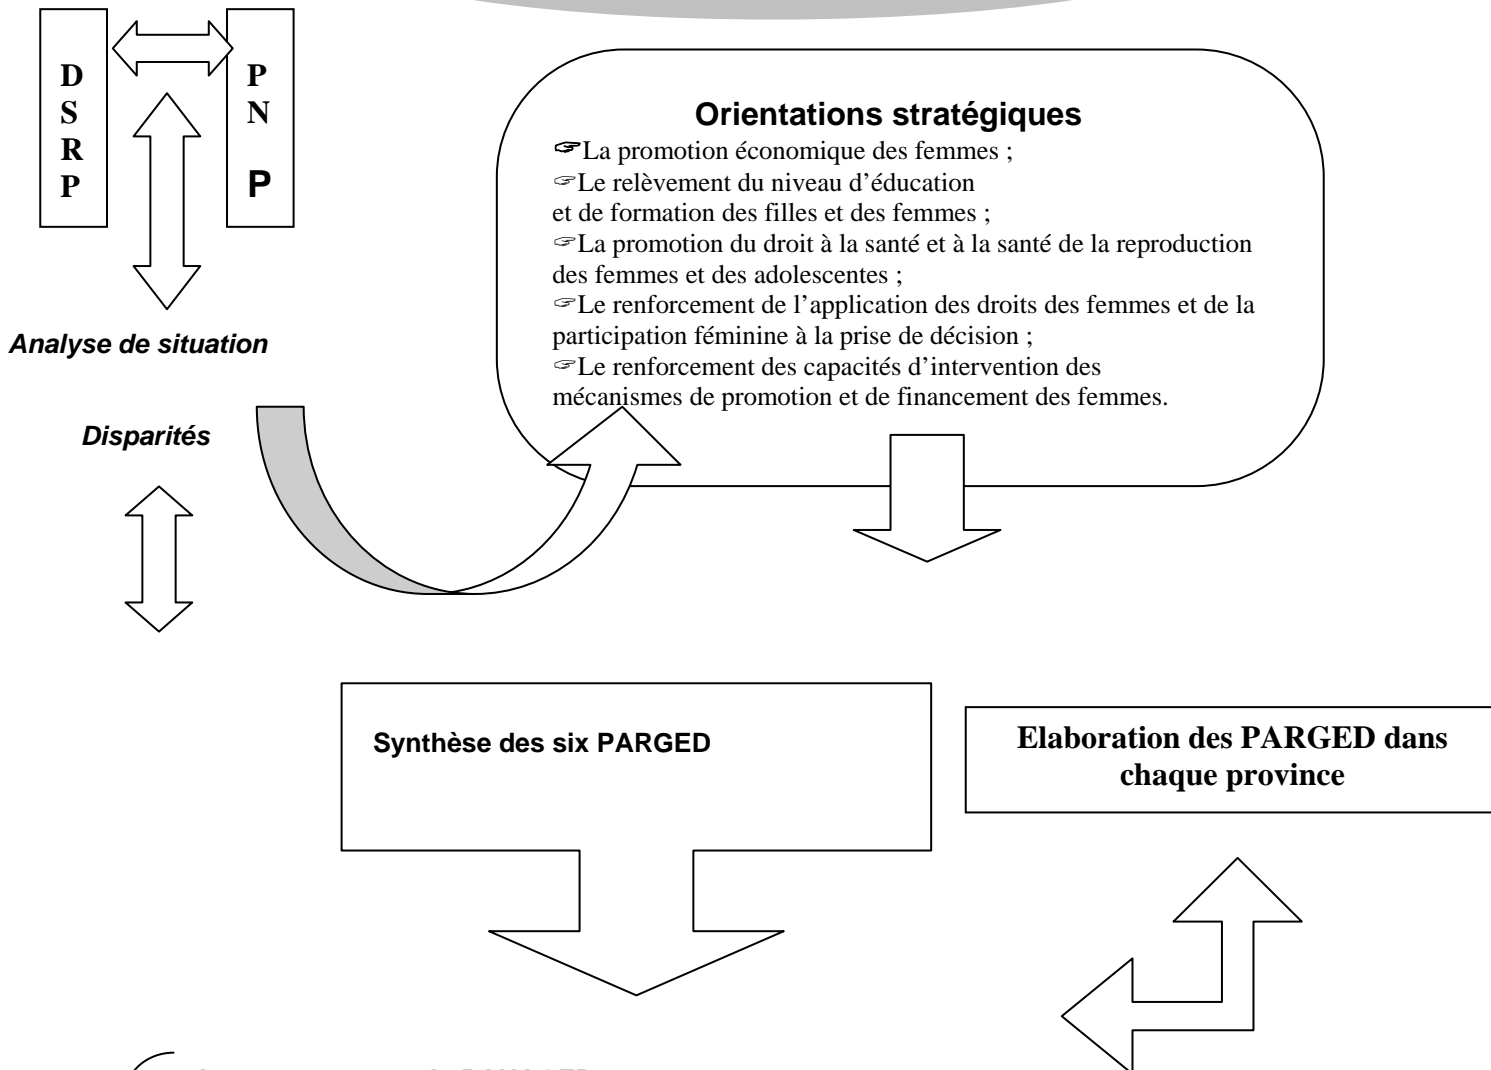 D
S
R
P
P
N
P
Orientations stratégiques
☞La promotion économique des femmes ;
☞Le relèvement du niveau d’éducation
et de formation des filles et des femmes ;
☞La promotion du droit à la santé et à la santé de la reproduction
des femmes et des adolescentes ;
☞Le renforcement de l’application des droits des femmes et de la
participation féminine à la prise de décision ;
☞Le renforcement des capacités d’intervention des
mécanismes de promotion et de financement des femmes.
Analyse de situation
Disparités
Synthèse des six PARGED
Elaboration des PARGED dans
chaque province